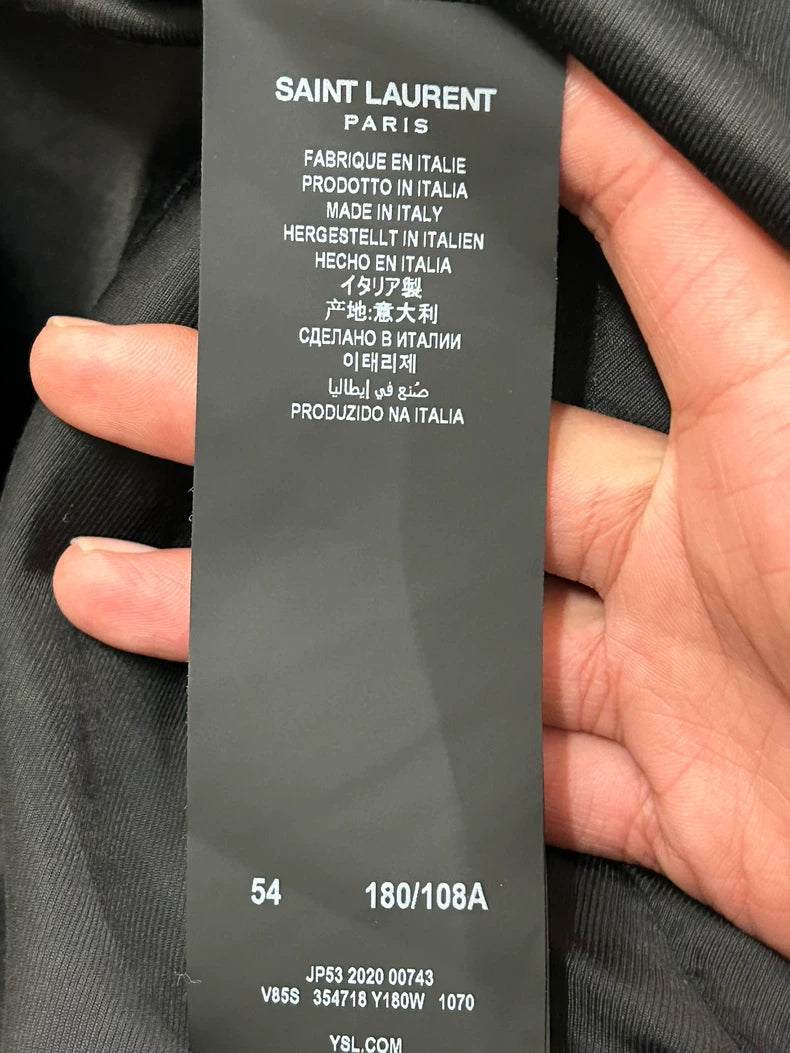 SAINT LAURENT
PARIS
FABRIQUE EN ITALIE
PRODOTTO IN ITALIA
MADE IN ITALY
HERGESTELLT IN ITALIEN
HECHO EN ITALIA
イタリア製
产地:意大利
СДЕЛАНО В ИТАЛИИ
이태리제
صُنع في إيطاليا
PRODUZIDO NA ITALIA
54 180/108A
JP53 2020 00743
V85S 354718 Y180W 1070
YSL.COM